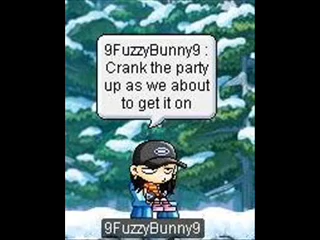 9FuzzyBunny9 :
Crank the party
up as we about
to get it on
9FuzzyBunny9